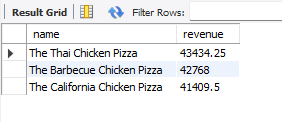 Result Grid Filter Rows:
name revenue
The Thai Chicken Pizza 43434.25
The Barbecue Chicken Pizza 42768
The California Chicken Pizza 41409.5